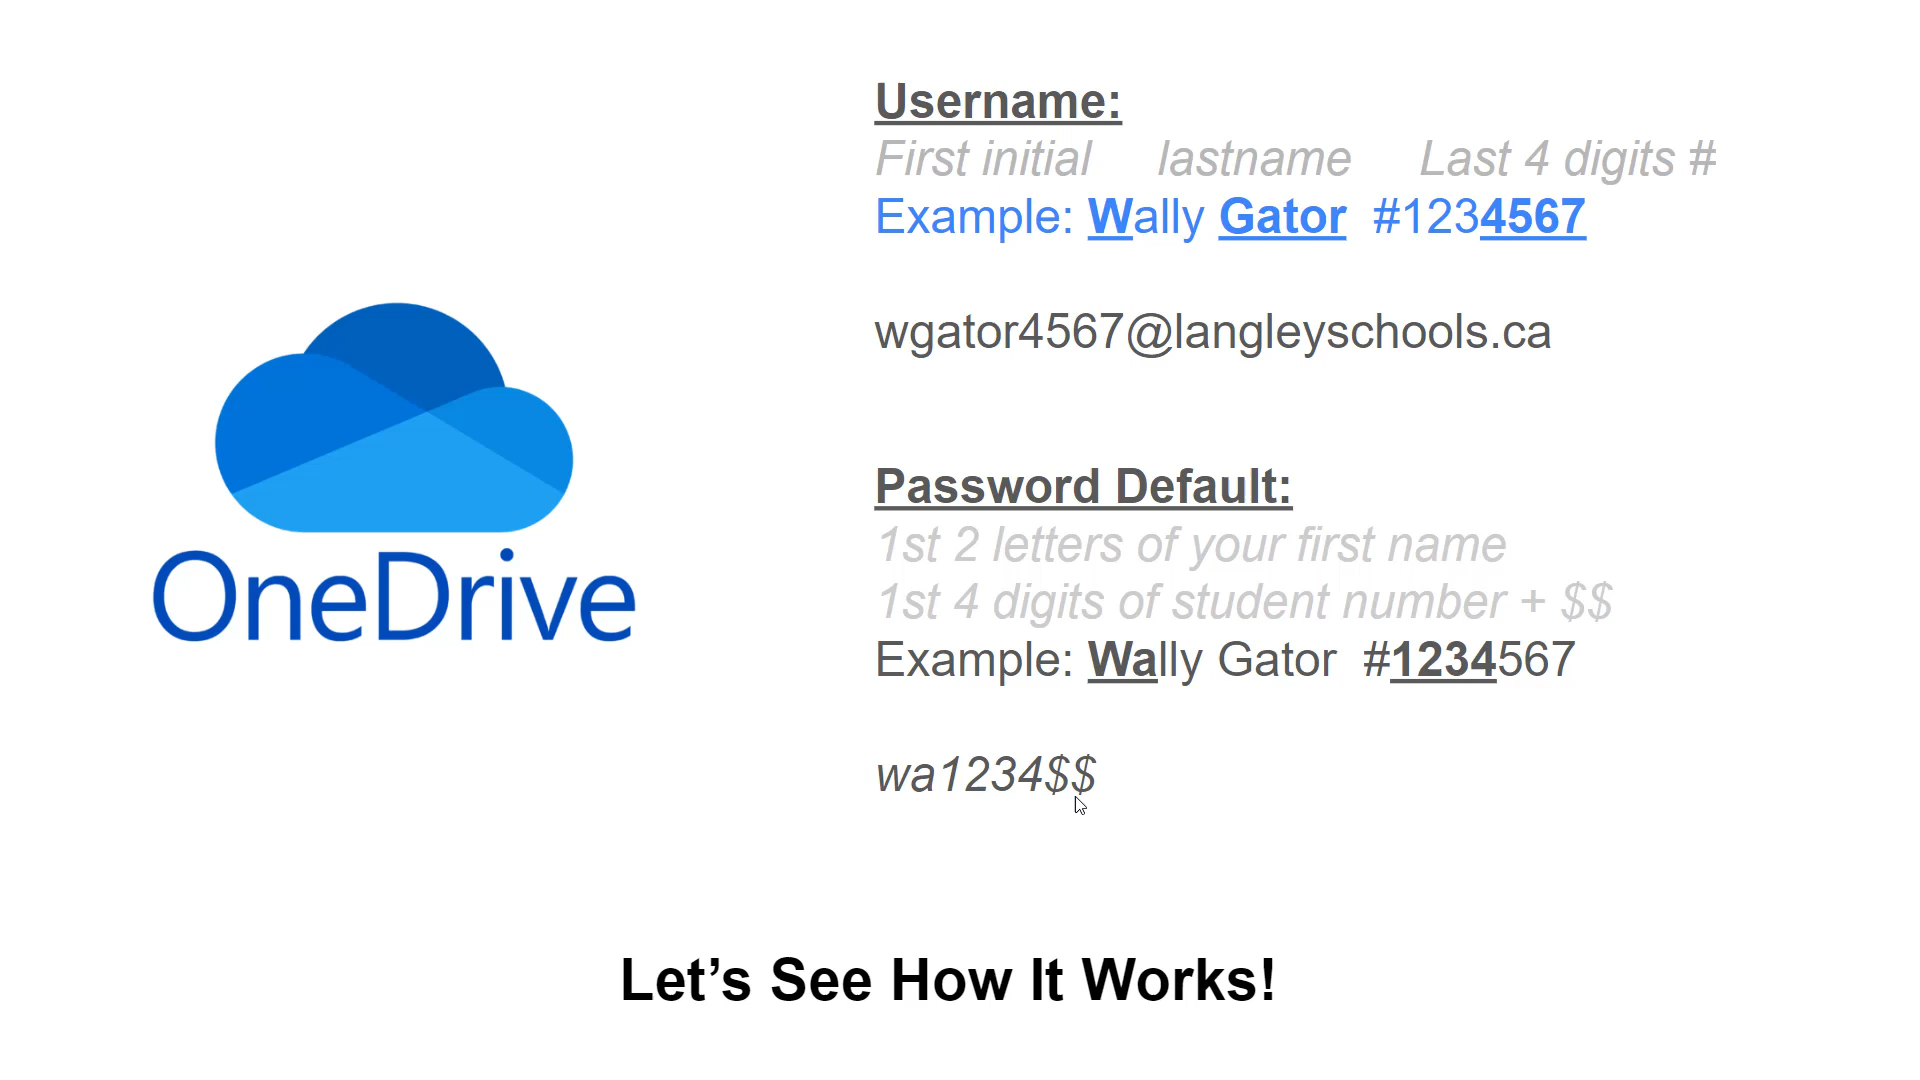 Username:
First initial lastname Last 4 digits #
Example: Wally Gator #1234567
wgator4567@langleyschools.ca
OneDrive
Password Default:
1st 2 letters of your first name
1st 4 digits of student number + $$
Example: Wally Gator #1234567
wa1234$$
Let’s See How It Works!